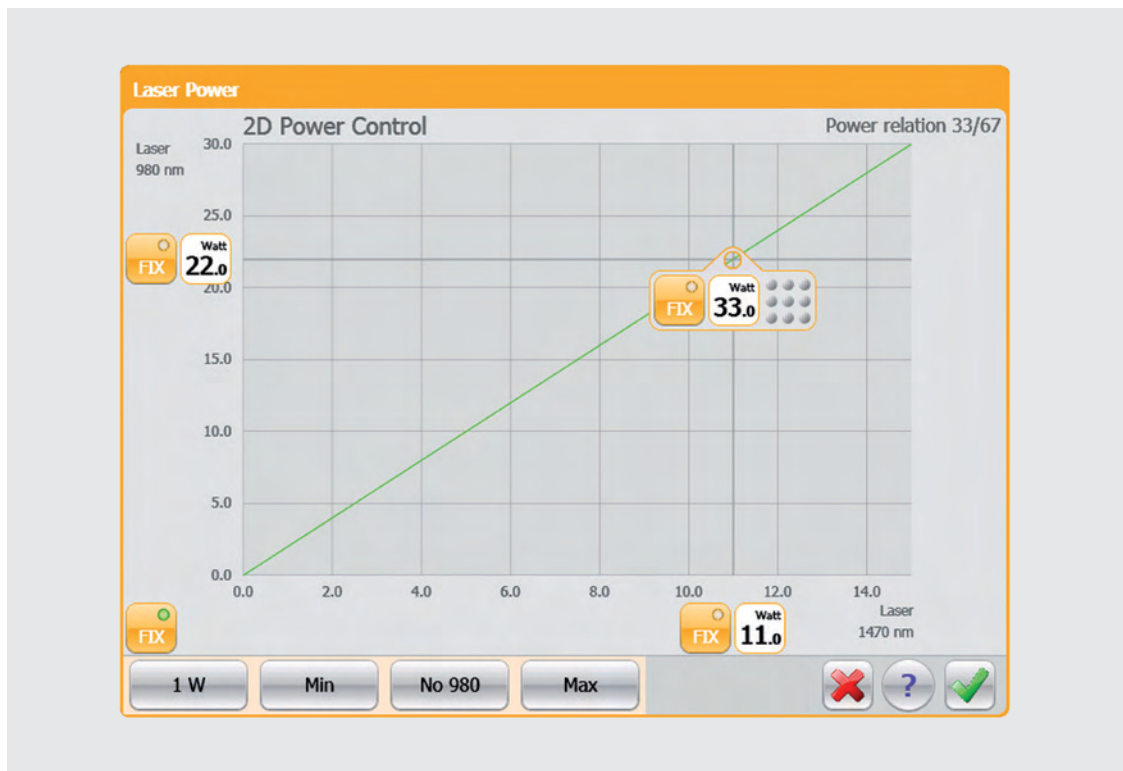 Laser Power
2D Power Control
Power relation 33/67
Laser
980 nm
30.0
25.0
FIX
Watt
22.0
20.0
FIX
Watt
33.0
15.0
10.0
5.0
0.0
0.0 2.0 4.0 6.0 8.0 10.0 12.0 14.0
FIX
FIX
Watt
11.0
Laser
1470 nm
1 W Min No 980 Max ?